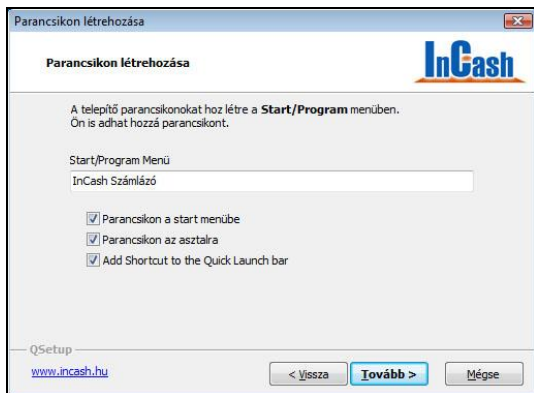 Parancsikon létrehozása
Parancsikon létrehozása
InCash
A telepítő parancsikonokat hoz létre a Start/Program menüben.
Ön is adhat hozzá parancsikont.
Start/Program Menü
InCash Számlázó
Parancsikon a start menübe
Parancsikon az asztalra
Add Shortcut to the Quick Launch bar
QSetup
www.incash.hu
< Vissza
Tovább >
Mégse